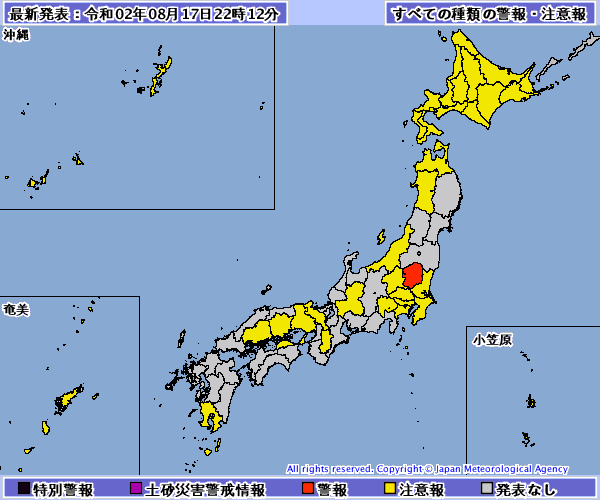 最新発表：令和02年08月17日22時12分
すべての種類の警報・注意報
沖縄
奄美
小笠原
All rights reserved. Copyright © Japan Meteorological Agency
特別警報 土砂災害警戒情報 警報 注意報 発表なし